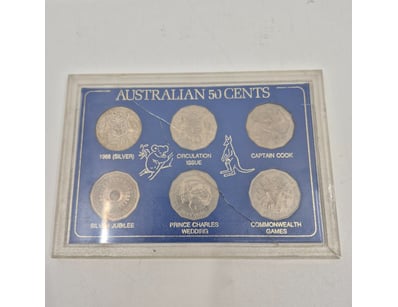 AUSTRALIAN 50 CENTS
1966 (SILVER)
CIRCULATION
ISSUE
CAPTAIN COOK
SILVER JUBILEE
PRINCE CHARLES
WEDDING
COMMONWEALTH
GAMES